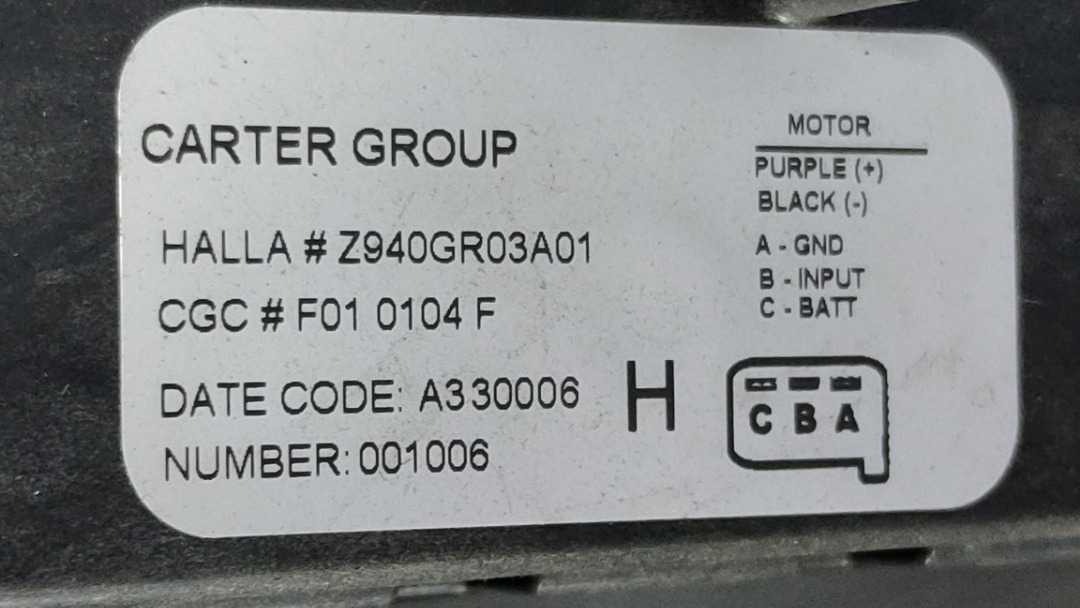 CARTER GROUP
HALLA # Z940GR03A01
CGC # F01 0104 F
DATE CODE: A330006
NUMBER: 001006
H
MOTOR
PURPLE (+)
BLACK (-)
A - GND
B - INPUT
C - BATT
C B A